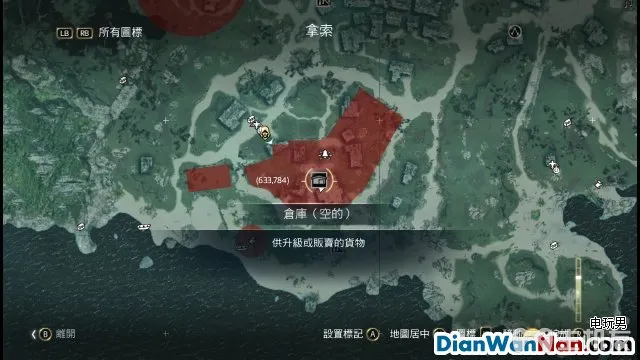 LB RB 所有圖標
拿索
(633,784)
倉庫 (空的)
供升級或販賣的貨物
B 離開
設置標記 A 地圖居中
圖標
电玩男
DianWanNan.com